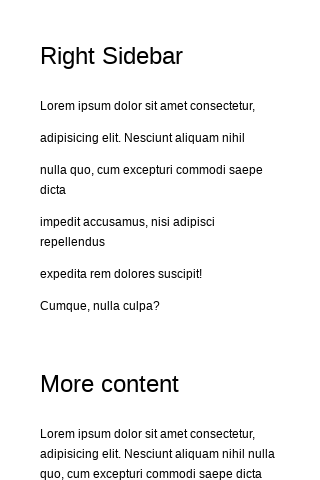 Right Sidebar
Lorem ipsum dolor sit amet consectetur,
adipisicing elit. Nesciunt aliquam nihil
nulla quo, cum excepturi commodi saepe
dicta
impedit accusamus, nisi adipisci
repellendus
expedita rem dolores suscipit!
Cumque, nulla culpa?
More content
Lorem ipsum dolor sit amet consectetur,
adipisicing elit. Nesciunt aliquam nihil nulla
quo, cum excepturi commodi saepe dicta